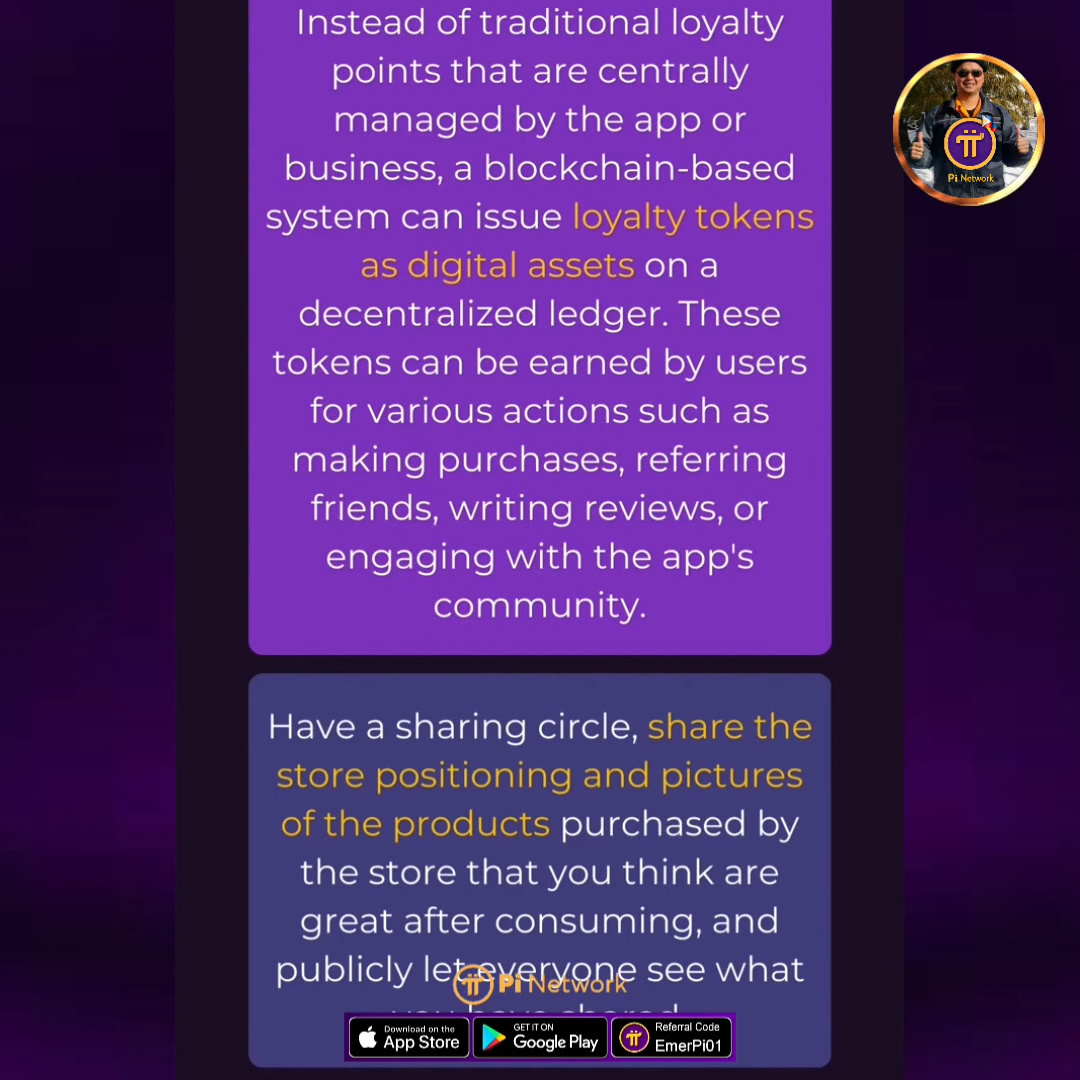 Instead of traditional loyalty
points that are centrally
managed by the app or
business, a blockchain-based
system can issue loyalty tokens
as digital assets on a
decentralized ledger. These
tokens can be earned by users
for various actions such as
making purchases, referring
friends, writing reviews, or
engaging with the app's
community.
Pi Network
Have a sharing circle, share the
store positioning and pictures
of the products purchased by
the store that you think are
great after consuming, and
publicly let everyone see what
you have shared
Pi Network
Download on the
App Store
GET IT ON
Google Play
Referral Code
EmerPi01